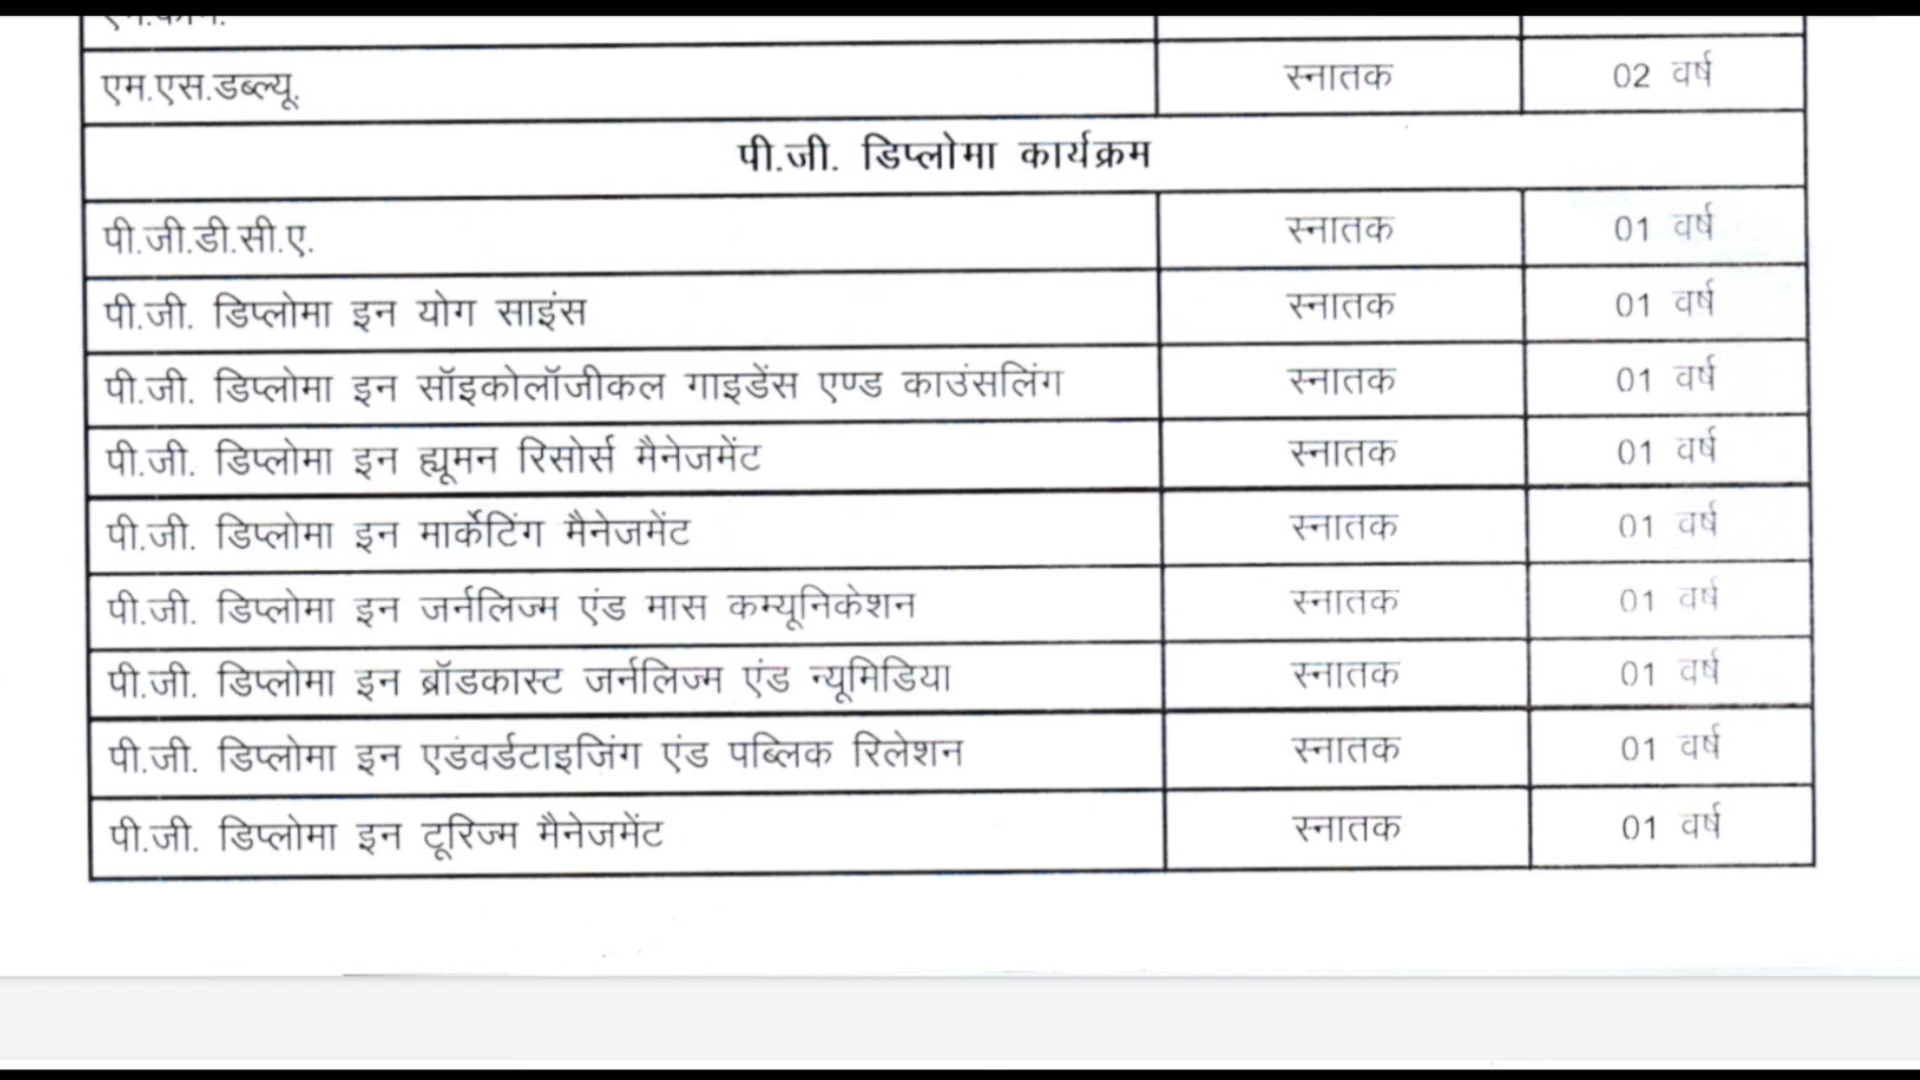 एम.कॉम.
एम.एस.डब्ल्यू. स्नातक 02 वर्ष
पी.जी. डिप्लोमा कार्यक्रम
पी.जी.डी.सी.ए. स्नातक 01 वर्ष
पी.जी. डिप्लोमा इन योग साइंस स्नातक 01 वर्ष
पी.जी. डिप्लोमा इन सॉइकोलॉजीकल गाइडेंस एण्ड काउंसलिंग स्नातक 01 वर्ष
पी.जी. डिप्लोमा इन ह्यूमन रिसोर्स मैनेजमेंट स्नातक 01 वर्ष
पी.जी. डिप्लोमा इन मार्केटिंग मैनेजमेंट स्नातक 01 वर्ष
पी.जी. डिप्लोमा इन जर्नलिज्म एंड मास कम्यूनिकेशन स्नातक 01 वर्ष
पी.जी. डिप्लोमा इन ब्रॉडकास्ट जर्नलिज्म एंड न्यूमिडिया स्नातक 01 वर्ष
पी.जी. डिप्लोमा इन एडंवर्डटाइजिंग एंड पब्लिक रिलेशन स्नातक 01 वर्ष
पी.जी. डिप्लोमा इन टूरिज्म मैनेजमेंट स्नातक 01 वर्ष